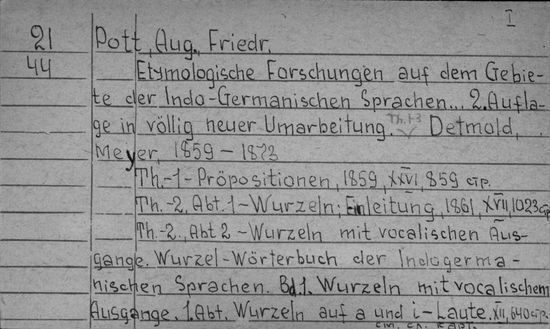 I
21 Pott, Aug. Friedr.
44 Etymologische Forschungen auf dem Gebie-
te der Indo-Germanischen Sprachen... 2. Aufla-
ge in völlig neuer Umarbeitung. Th. 1-3 Detmold,
Meyer, 1859 – 1873
Th.-1- Präpositionen, 1859, XXVI, 859 стр.
Th.-2, Abt. 1 - Wurzeln; Einleitung, 1861, XVII, 1023 стр
Th.-2, Abt 2 - Wurzeln mit vocalischen Aus-
gange. Wurzel-Wörterbuch der Indogerma-
nischen Sprachen. Bd 1. Wurzeln mit vocalischem
Ausgange. 1. Abt. Wurzeln auf a und i-Laute. XII, 640 стр.